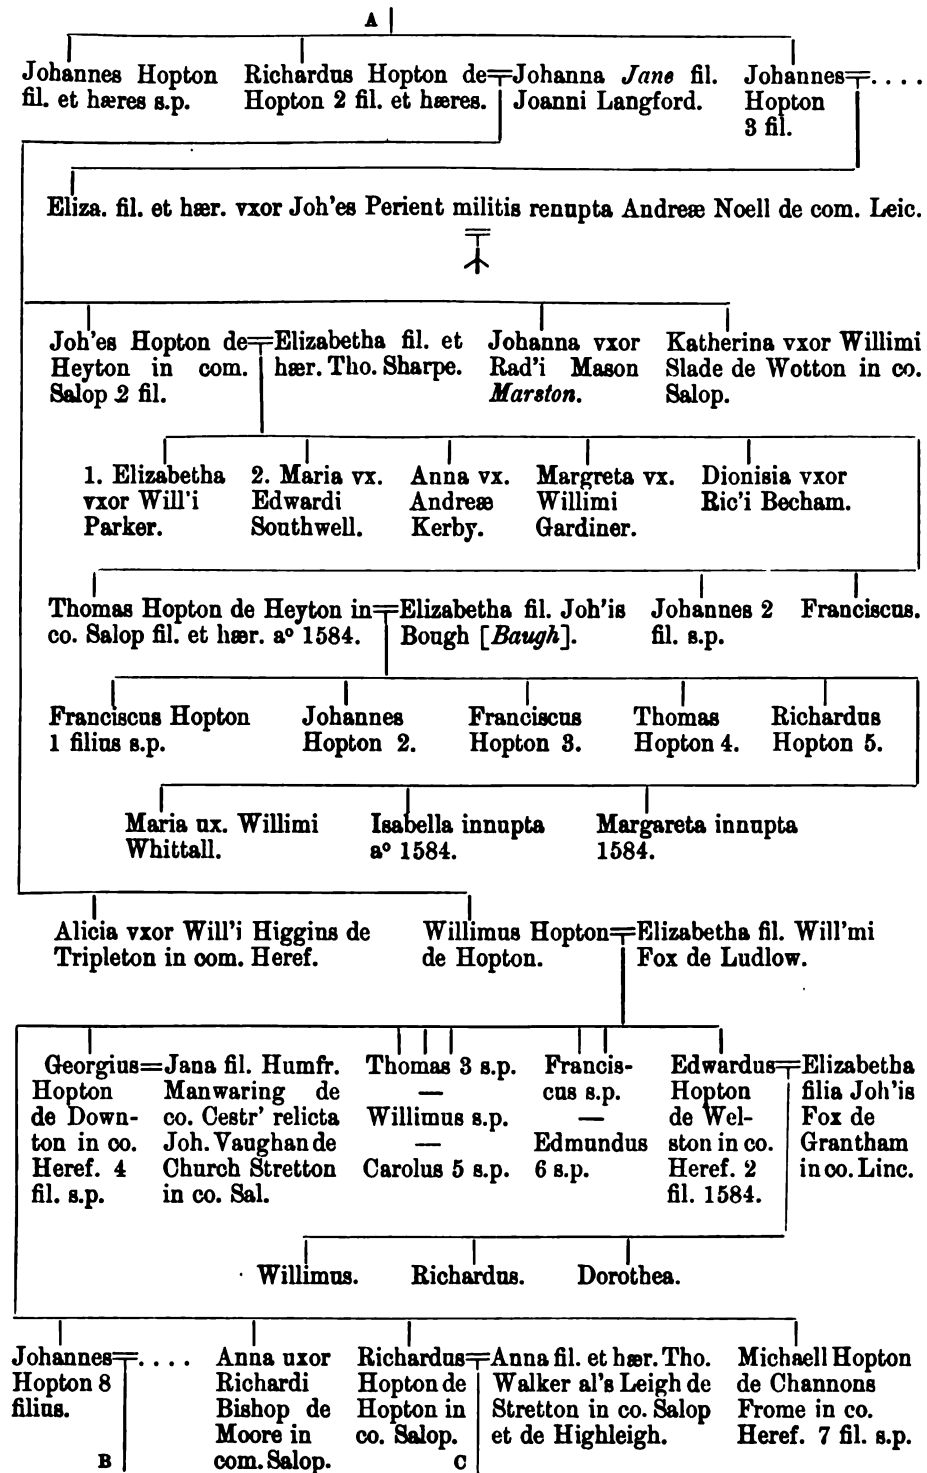 A
Johannes Hopton
fil. et hæres s.p.
Richardus Hopton de
Hopton 2 fil. et hæres.
Johanna Jane fil.
Joanni Langford.
Johannes
Hopton
3 fil.
....
Eliza. fil. et hær. vxor Joh'es Perient militis renupta Andreæ Noell de com. Leic.
Joh'es Hopton de
Heyton in com.
Salop 2 fil.
Elizabetha fil. et
hær. Tho. Sharpe.
Johanna vxor
Rad'i Mason
Marston.
Katherina vxor Willimi
Slade de Wotton in co.
Salop.
1. Elizabetha
vxor Will'i
Parker.
2. Maria vx.
Edwardi
Southwell.
Anna vx.
Andreæ
Kerby.
Margreta vx.
Willimi
Gardiner.
Dionisia vxor
Ric'i Becham.
Thomas Hopton de Heyton in
co. Salop fil. et hær. aº 1584.
Elizabetha fil. Joh'is
Bough [Baugh].
Johannes 2
fil. s.p.
Franciscus.
Franciscus Hopton
1 filius s.p.
Johannes
Hopton 2.
Franciscus
Hopton 3.
Thomas
Hopton 4.
Richardus
Hopton 5.
Maria ux. Willimi
Whittall.
Isabella innupta
aº 1584.
Margareta innupta
1584.
Alicia vxor Will'i Higgins de
Tripleton in com. Heref.
Willimus Hopton
de Hopton.
Elizabetha fil. Will'mi
Fox de Ludlow.
Georgius
Hopton
de Down-
ton in co.
Heref. 4
fil. s.p.
Jana fil. Humfr.
Manwaring de
co. Cestr' relicta
Joh. Vaughan de
Church Stretton
in co. Sal.
Thomas 3 s.p.
—
Willimus s.p.
—
Carolus 5 s.p.
Francis-
cus s.p.
—
Edmundus
6 s.p.
Edwardus
Hopton
de Wel-
ston in co.
Heref. 2
fil. 1584.
Elizabetha
filia Joh'is
Fox de
Grantham
in co. Linc.
Willimus.
Richardus.
Dorothea.
Johannes
Hopton 8
filius.
B
....
Anna uxor
Richardi
Bishop de
Moore in
com. Salop.
Richardus
Hopton de
Hopton in
co. Salop.
C
Anna fil. et hær. Tho.
Walker al's Leigh de
Stretton in co. Salop
et de Highleigh.
Michaell Hopton
de Channons
Frome in co.
Heref. 7 fil. s.p.